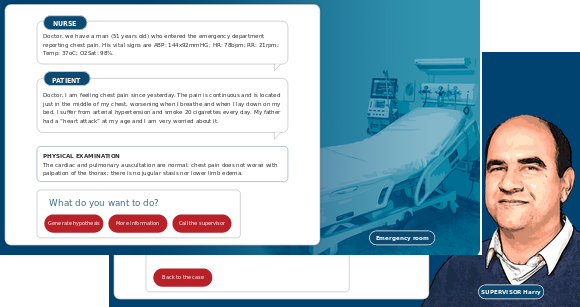 NURSE
Doctor, we have a man (51 years old) who entered the emergency department
reporting chest pain. His vital signs are ABP: 144x92mmHG; HR: 78bpm; RR: 21rpm;
Temp: 37oC; O2Sat: 98%.
PATIENT
Doctor, I am feeling chest pain since yesterday. The pain is continuous and is located
just in the middle of my chest, worsening when I breathe and when I lay down on my
bed. I suffer from arterial hypertension and smoke 20 cigarettes every day. My father
had a "heart attack" at my age and I am very worried about it.
PHYSICAL EXAMINATION
The cardiac and pulmonary auscultation are normal; chest pain does not worse with
palpation of the thorax; there is no jugular stasis nor lower limb edema.
What do you want to do?
Generate hypothesis
More information
Call the supervisor
Emergency room
Back to the case
SUPERVISOR Harry